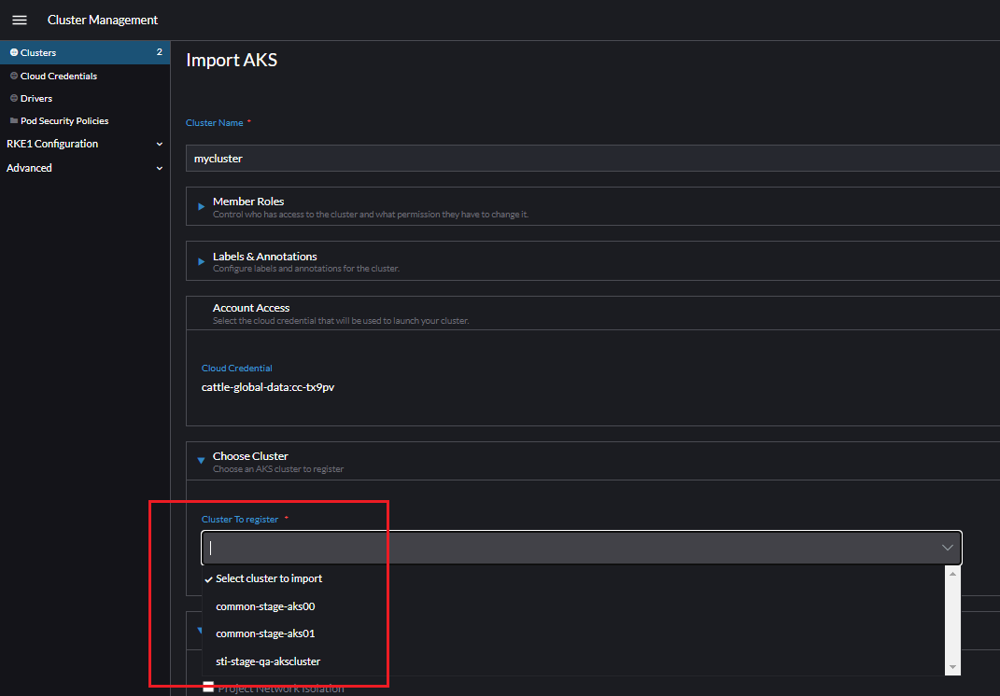 Cluster Management
Clusters 2
Cloud Credentials
Drivers
Pod Security Policies
RKE1 Configuration
Advanced
Import AKS
Cluster Name *
mycluster
Member Roles
Control who has access to the cluster and what permission they have to change it.
Labels & Annotations
Configure labels and annotations for the cluster.
Account Access
Select the cloud credential that will be used to launch your cluster.
Cloud Credential
cattle-global-data:cc-tx9pv
Choose Cluster
Choose an AKS cluster to register
Cluster To register *
Select cluster to import
common-stage-aks00
common-stage-aks01
sti-stage-qa-akscluster
Project Network Isolation